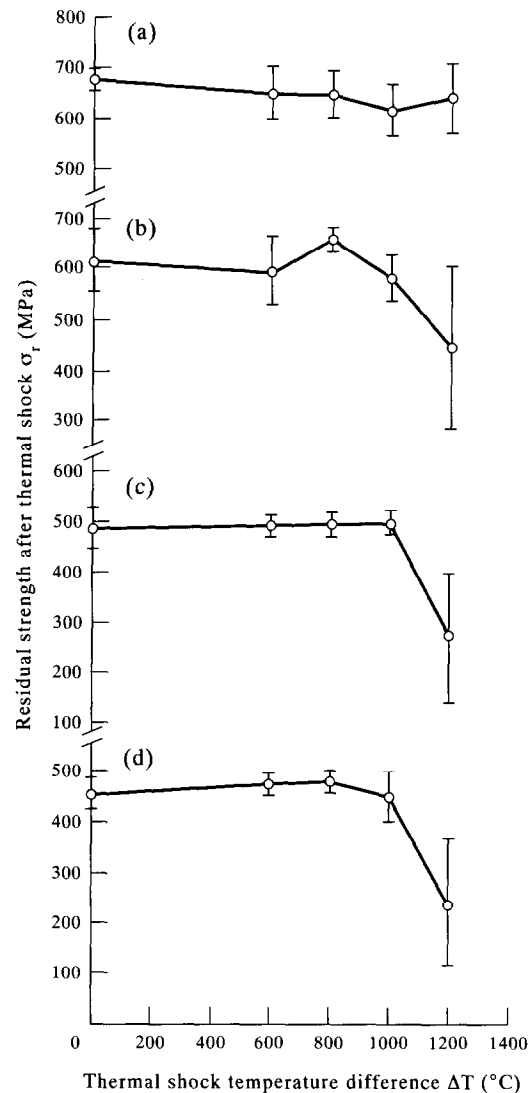 (a)
800
700
600
500
(b)
700
600
500
400
300
(c)
600
500
400
300
200
100
(d)
500
400
300
200
100
0 200 400 600 800 1000 1200 1400
Thermal shock temperature difference ΔT (°C)
Residual strength after thermal shock σr (MPa)